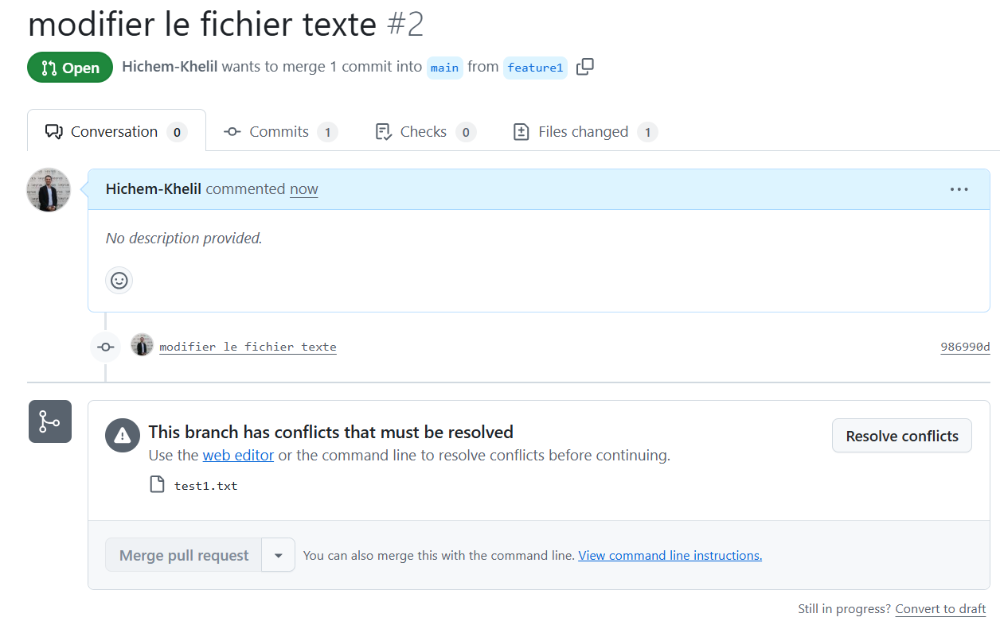 modifier le fichier texte #2
Open Hichem-Khelil wants to merge 1 commit into main from feature1
Conversation 0 Commits 1 Checks 0 Files changed 1
Hichem-Khelil commented now
No description provided.
modifier le fichier texte 986990d
This branch has conflicts that must be resolved
Resolve conflicts
Use the web editor or the command line to resolve conflicts before continuing.
test1.txt
Merge pull request You can also merge this with the command line. View command line instructions.
Still in progress? Convert to draft